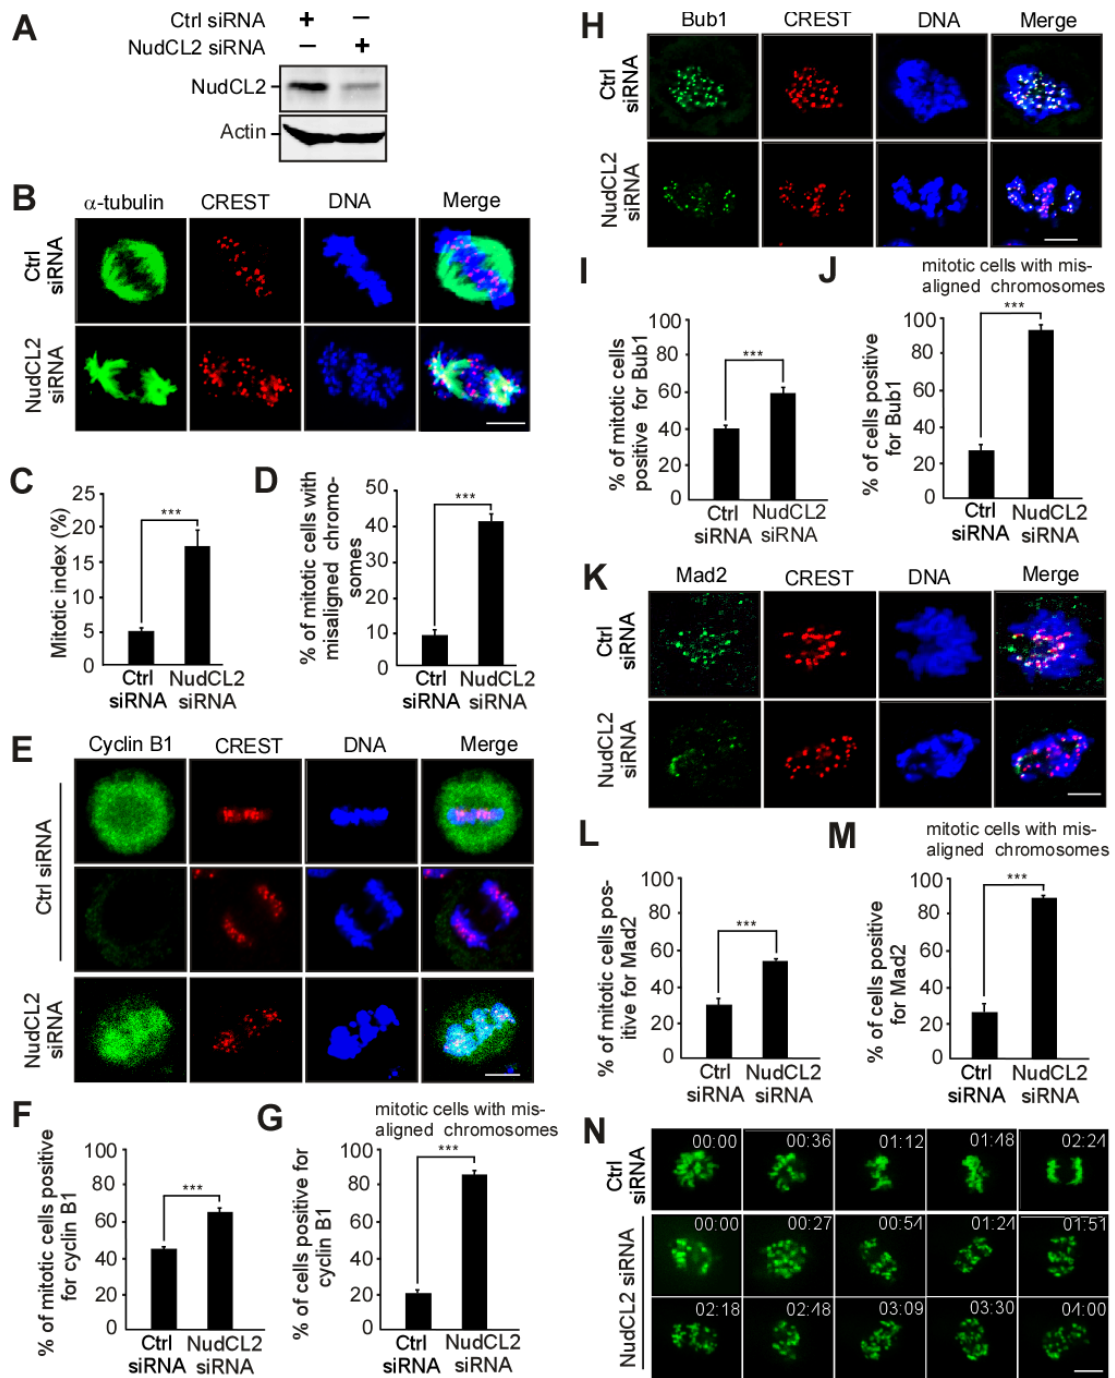 A
Ctrl siRNA + −
NudCL2 siRNA − +
NudCL2
Actin
B
α-tubulin CREST DNA Merge
Ctrl
siRNA
NudCL2
siRNA
C
Mitotic index (%)
25
20
15
10
5
0
***
Ctrl NudCL2
siRNA siRNA
D
% of mitotic cells with
misaligned chromo-
somes
50
40
30
20
10
0
***
Ctrl NudCL2
siRNA siRNA
E
Cyclin B1 CREST DNA Merge
Ctrl siRNA
NudCL2
siRNA
F
% of mitotic cells positive
for cyclin B1
100
80
60
40
20
0
***
Ctrl NudCL2
siRNA siRNA
G
mitotic cells with mis-
aligned chromosomes
% of cells positive for
cyclin B1
100
80
60
40
20
0
***
Ctrl NudCL2
siRNA siRNA
H
Bub1 CREST DNA Merge
Ctrl
siRNA
NudCL2
siRNA
I
% of mitotic cells
positive for Bub1
100
80
60
40
20
0
***
Ctrl NudCL2
siRNA siRNA
J
mitotic cells with mis-
aligned chromosomes
% of cells positive
for Bub1
100
80
60
40
20
0
***
Ctrl NudCL2
siRNA siRNA
K
Mad2 CREST DNA Merge
Ctrl
siRNA
NudCL2
siRNA
L
% of mitotic cells pos-
itive for Mad2
100
80
60
40
20
0
***
Ctrl NudCL2
siRNA siRNA
M
mitotic cells with mis-
aligned chromosomes
% of cells positive
for Mad2
100
80
60
40
20
0
***
Ctrl NudCL2
siRNA siRNA
N
Ctrl
siRNA
00:00 00:36 01:12 01:48 02:24
NudCL2 siRNA
00:00 00:27 00:54 01:24 01:51
02:18 02:48 03:09 03:30 04:00